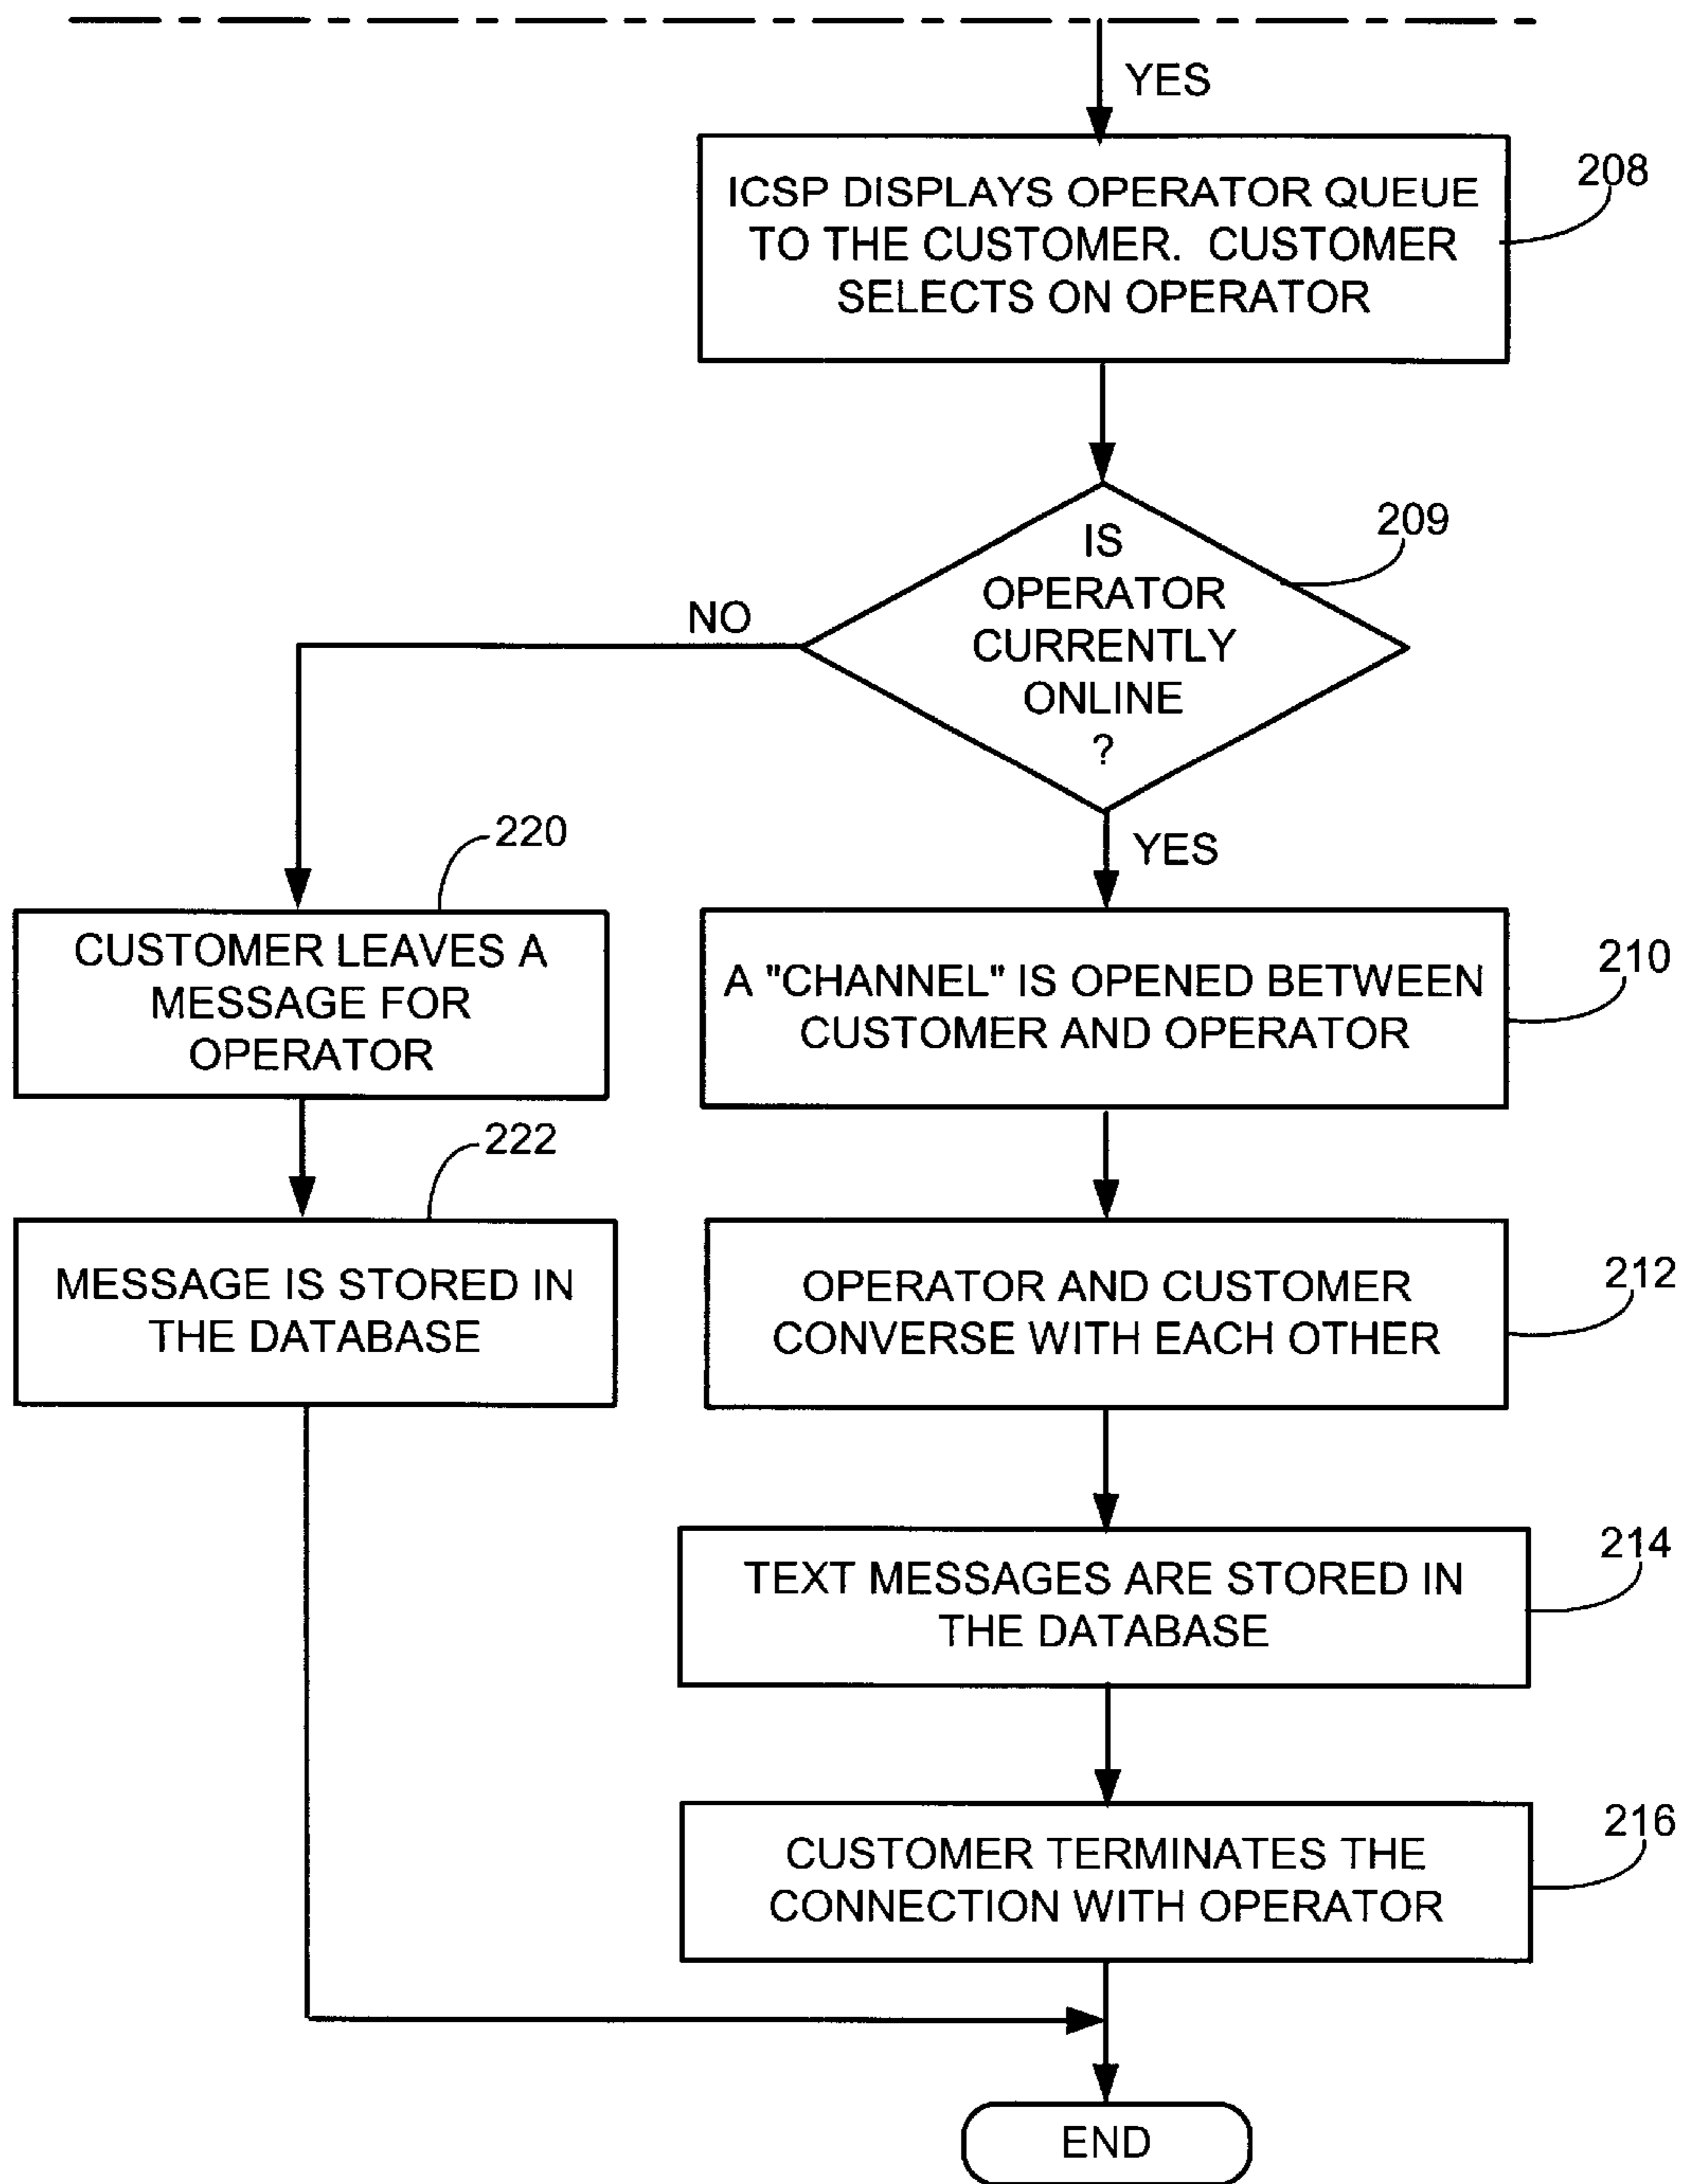 YES
ICSP DISPLAYS OPERATOR QUEUE
TO THE CUSTOMER. CUSTOMER
SELECTS ON OPERATOR
208
IS
OPERATOR
CURRENTLY
ONLINE
?
209
NO
YES
220
CUSTOMER LEAVES A
MESSAGE FOR
OPERATOR
A "CHANNEL" IS OPENED BETWEEN
CUSTOMER AND OPERATOR
210
222
MESSAGE IS STORED IN
THE DATABASE
OPERATOR AND CUSTOMER
CONVERSE WITH EACH OTHER
212
TEXT MESSAGES ARE STORED IN
THE DATABASE
214
CUSTOMER TERMINATES THE
CONNECTION WITH OPERATOR
216
END